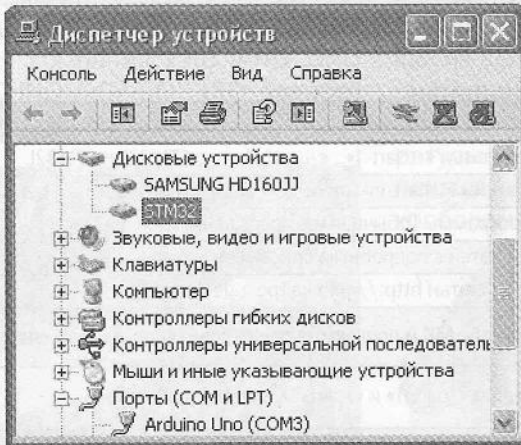 Диспетчер устройств
Консоль Действие Вид Справка
Дисковые устройства
SAMSUNG HD160JJ
STM32
Звуковые, видео и игровые устройства
Клавиатуры
Компьютер
Контроллеры гибких дисков
Контроллеры универсальной последователь
Мыши и иные указывающие устройства
Порты (COM и LPT)
Arduino Uno (COM3)